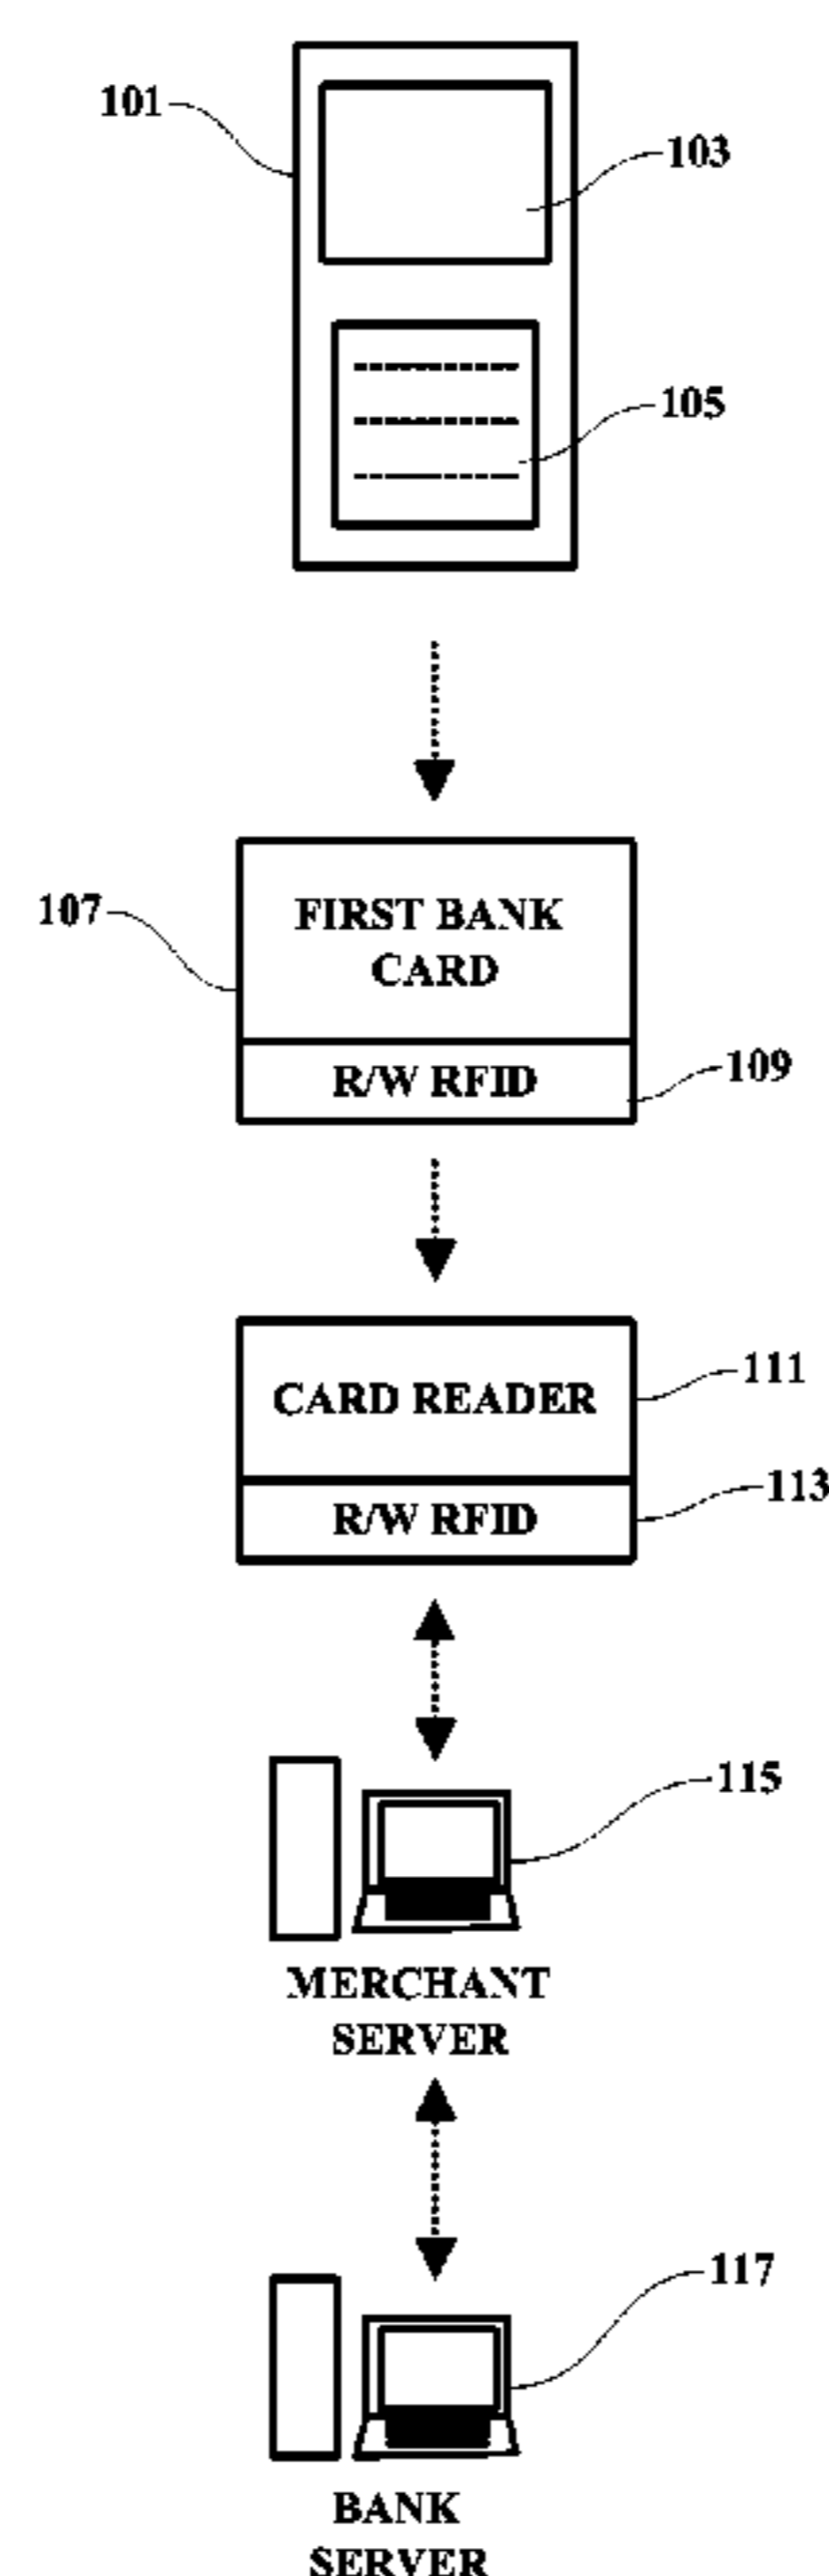 101
103
105
107
FIRST BANK
CARD
R/W RFID
109
CARD READER
111
R/W RFID
113
115
MERCHANT
SERVER
117
BANK
SERVER